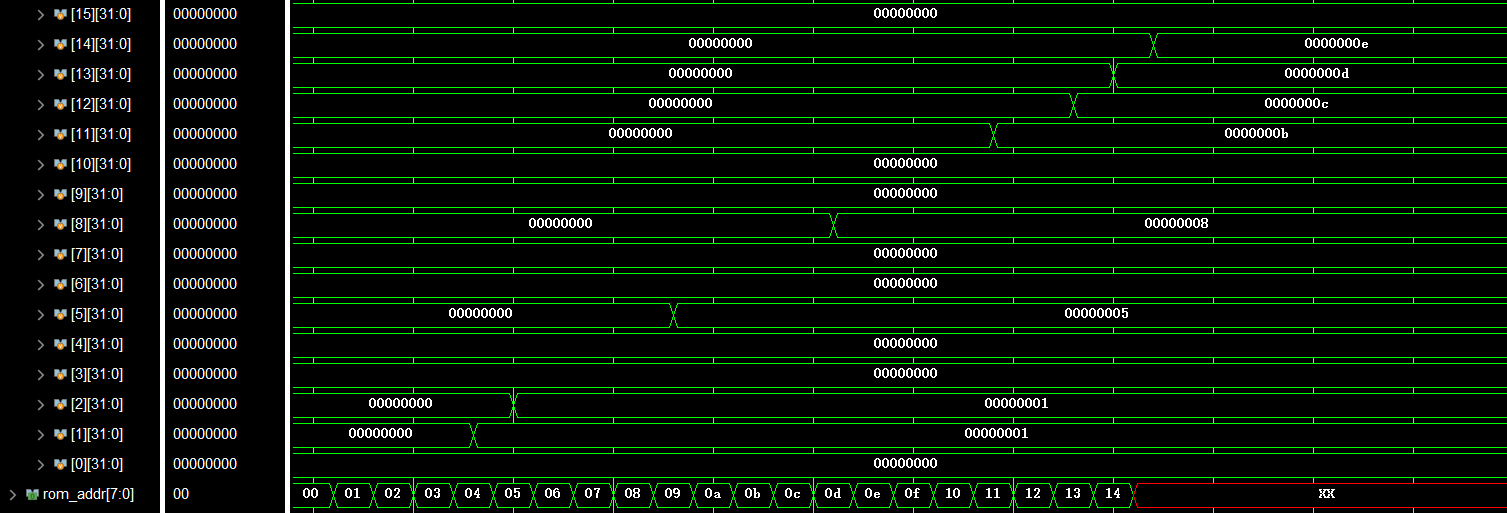 [15][31:0] 00000000 00000000
[14][31:0] 00000000 00000000 0000000e
[13][31:0] 00000000 00000000 0000000d
[12][31:0] 00000000 00000000 0000000c
[11][31:0] 00000000 00000000 0000000b
[10][31:0] 00000000 00000000
[9][31:0] 00000000 00000000
[8][31:0] 00000000 00000000 00000008
[7][31:0] 00000000 00000000
[6][31:0] 00000000 00000000
[5][31:0] 00000000 00000000 00000005
[4][31:0] 00000000 00000000
[3][31:0] 00000000 00000000
[2][31:0] 00000000 00000000 00000001
[1][31:0] 00000000 00000000 00000001
[0][31:0] 00000000 00000000
rom_addr[7:0] 00 00 01 02 03 04 05 06 07 08 09 0a 0b 0c 0d 0e 0f 10 11 12 13 14 XX